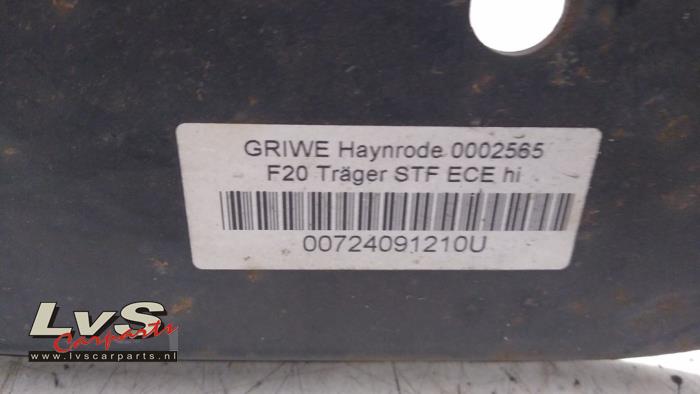 GRIWE Haynrode 0002565
F20 Träger STF ECE hi
00724091210U
LvS
Carparts
www.lvscarparts.nl